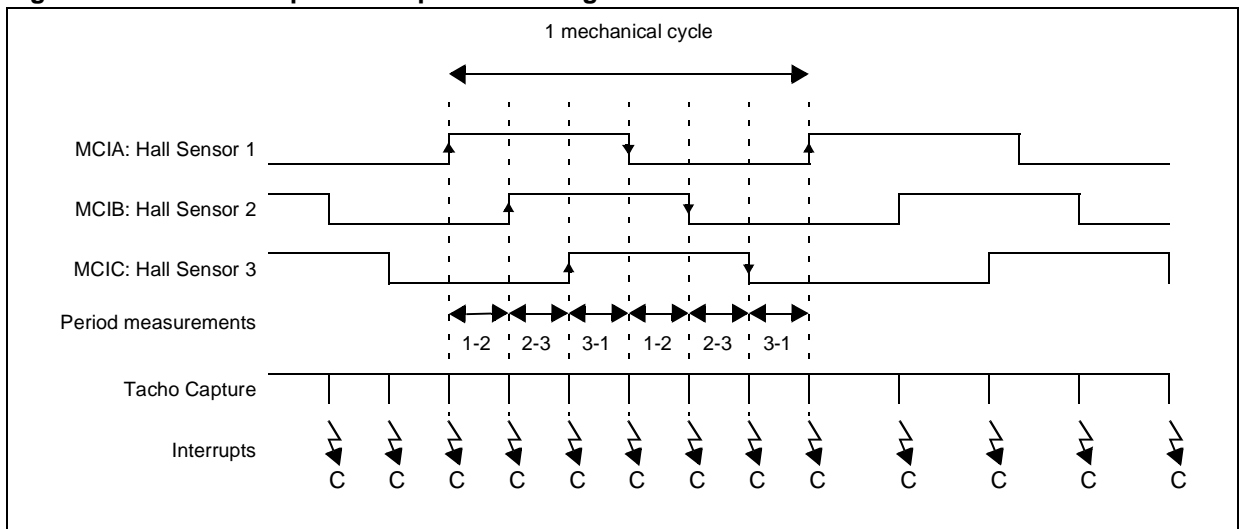 1 mechanical cycle
MCIA: Hall Sensor 1
MCIB: Hall Sensor 2
MCIC: Hall Sensor 3
Period measurements
1-2 2-3 3-1 1-2 2-3 3-1
Tacho Capture
Interrupts
C C C C C C C C C C C C C